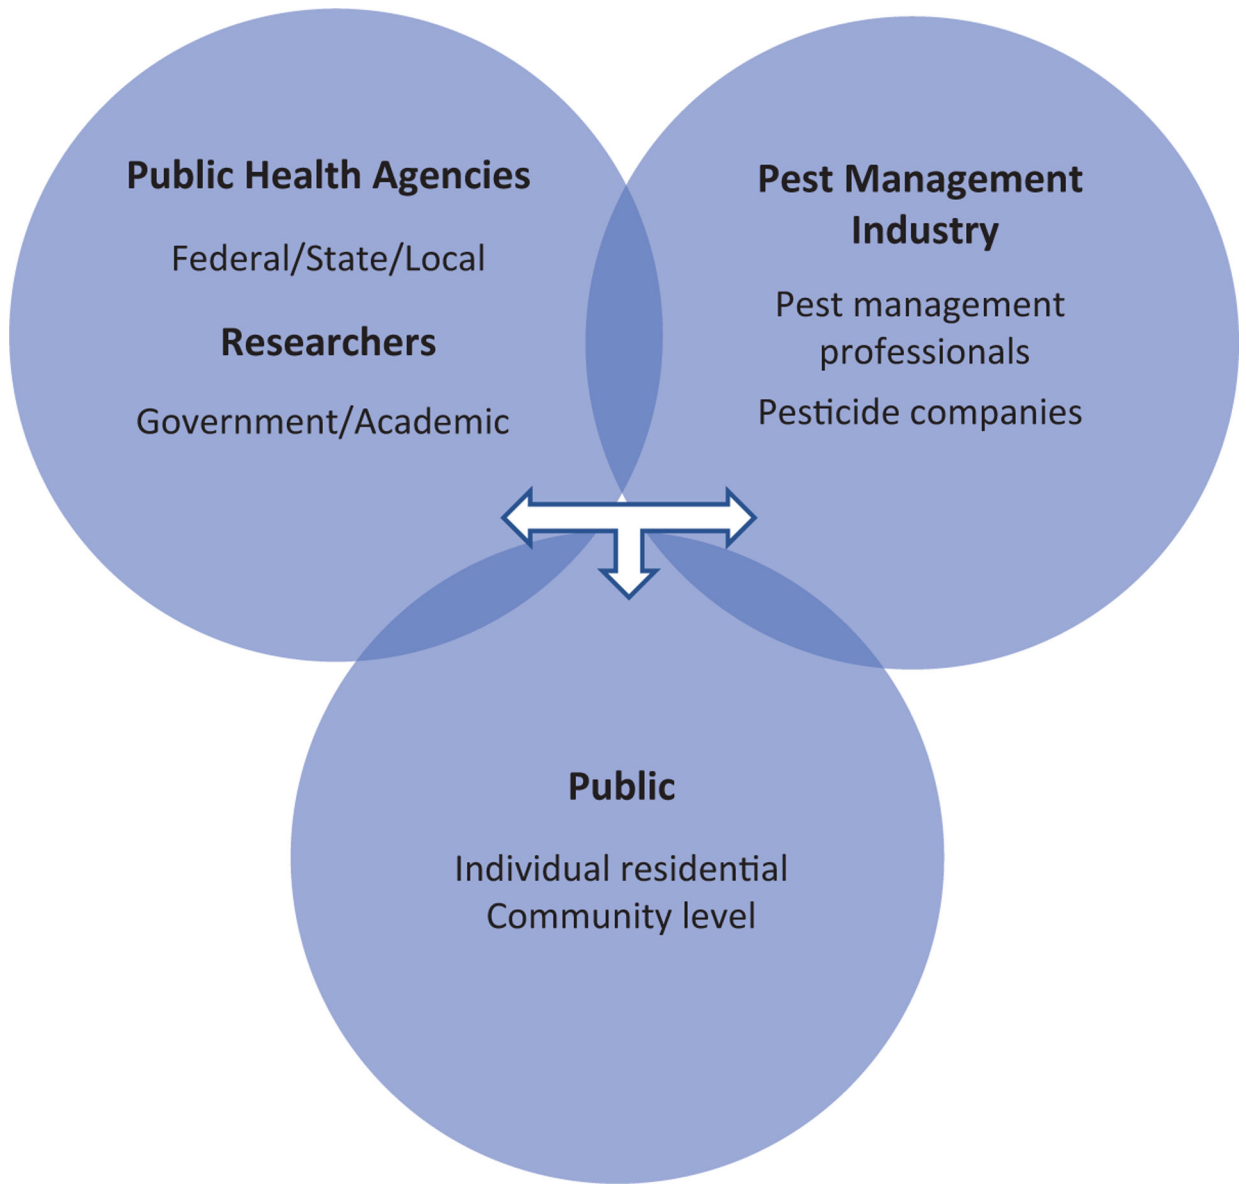 Public Health Agencies
Federal/State/Local
Researchers
Government/Academic
Pest Management
Industry
Pest management
professionals
Pesticide companies
Public
Individual residential
Community level